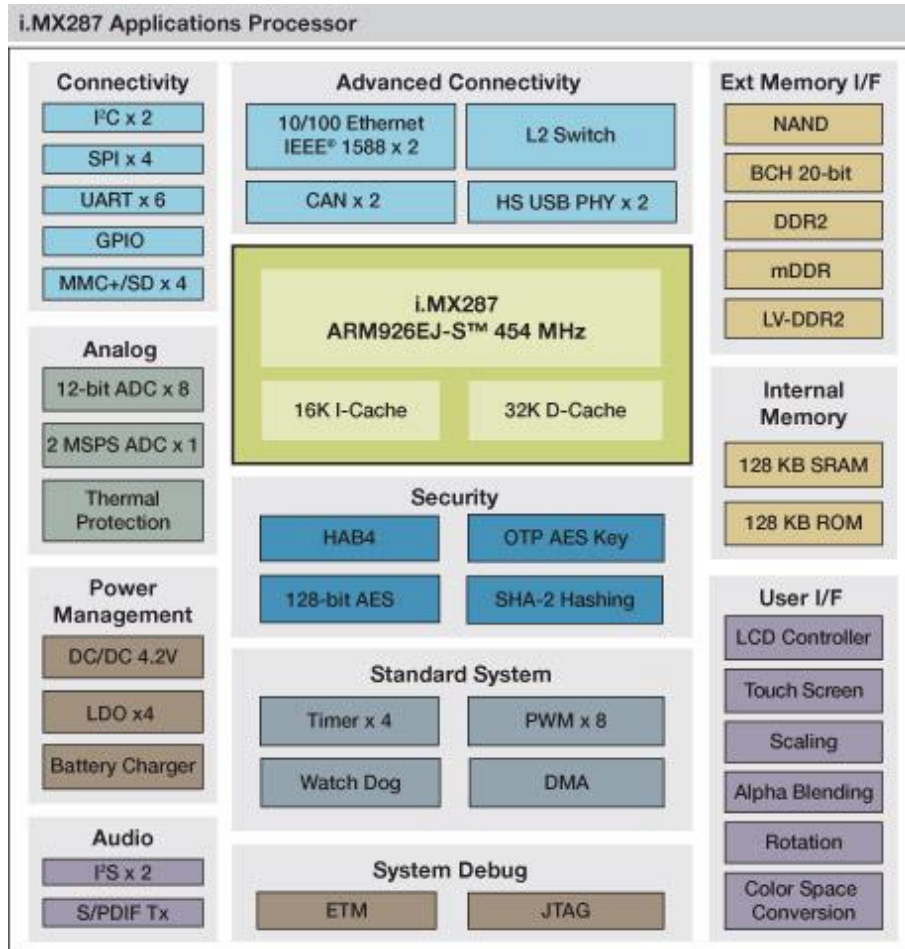 i.MX287 Applications Processor
Connectivity
I²C x 2
SPI x 4
UART x 6
GPIO
MMC+/SD x 4
Analog
12-bit ADC x 8
2 MSPS ADC x 1
Thermal
Protection
Power
Management
DC/DC 4.2V
LDO x4
Battery Charger
Audio
I²S x 2
S/PDIF Tx
Advanced Connectivity
10/100 Ethernet
IEEE® 1588 x 2
L2 Switch
CAN x 2
HS USB PHY x 2
i.MX287
ARM926EJ-S™ 454 MHz
16K I-Cache
32K D-Cache
Security
HAB4
OTP AES Key
128-bit AES
SHA-2 Hashing
Standard System
Timer x 4
PWM x 8
Watch Dog
DMA
System Debug
ETM
JTAG
Ext Memory I/F
NAND
BCH 20-bit
DDR2
mDDR
LV-DDR2
Internal
Memory
128 KB SRAM
128 KB ROM
User I/F
LCD Controller
Touch Screen
Scaling
Alpha Blending
Rotation
Color Space
Conversion